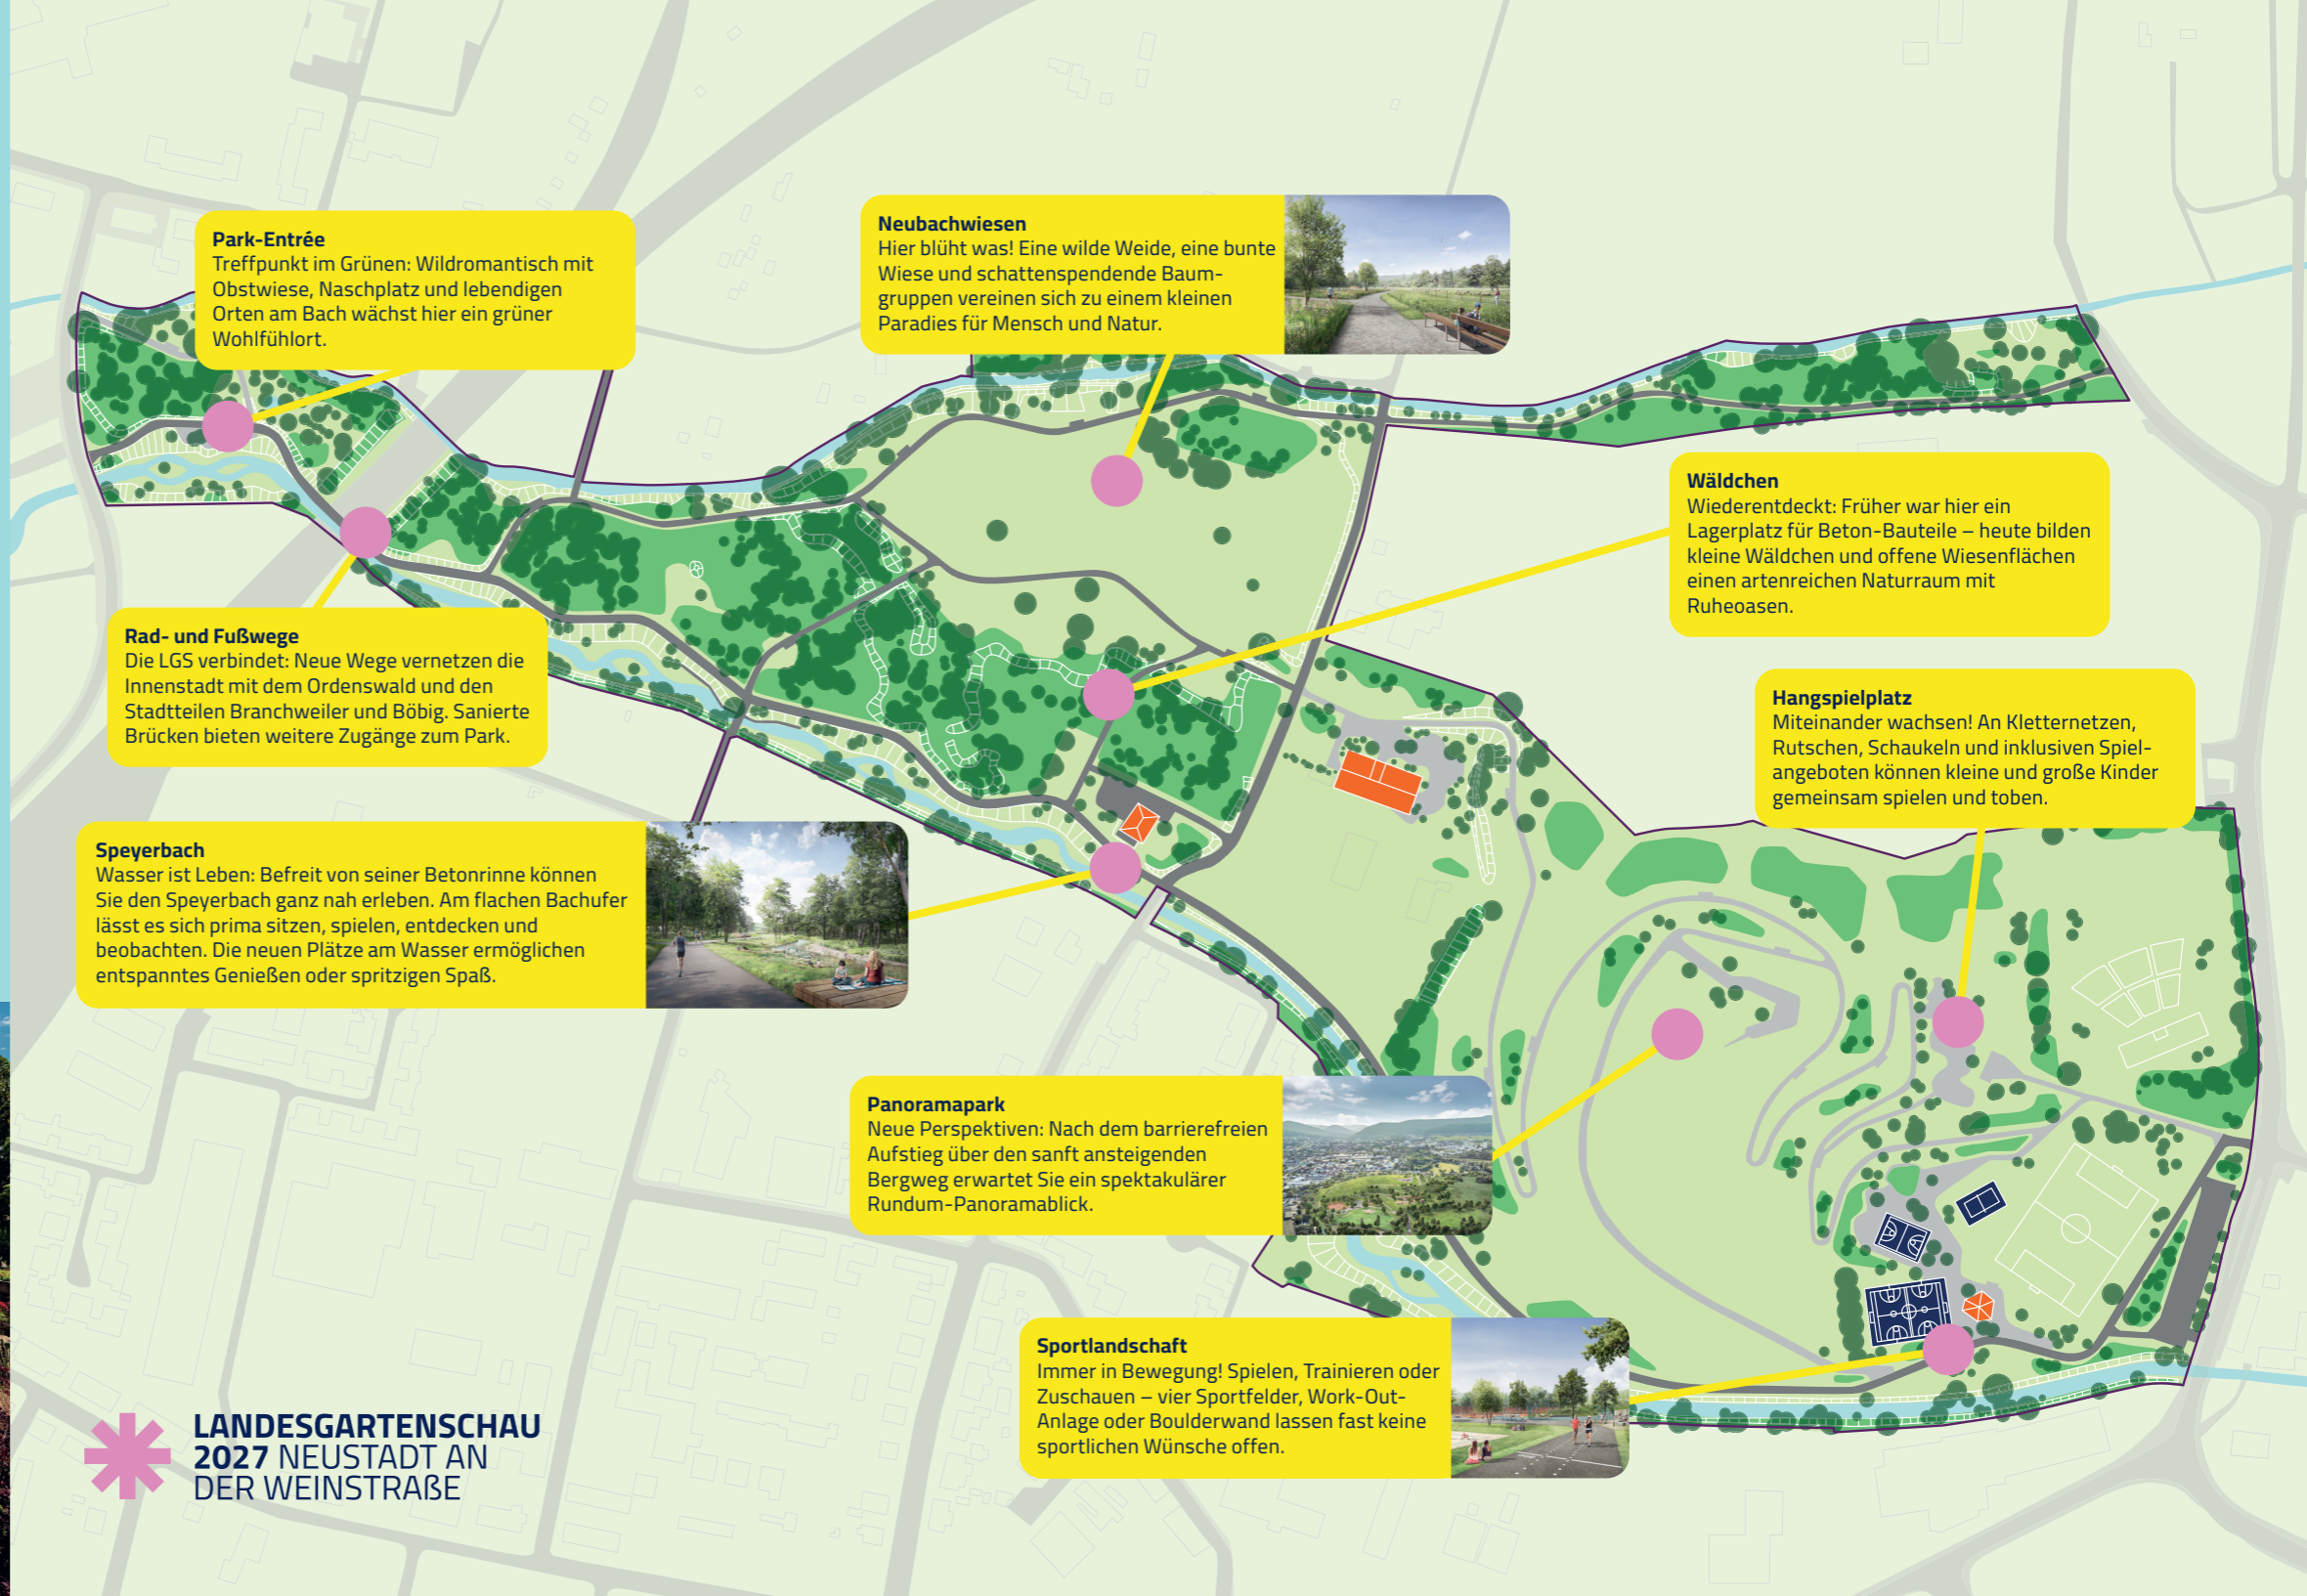 Park-Entrée
Treffpunkt im Grünen: Wildromantisch mit
Obstwiese, Naschplatz und lebendigen
Orten am Bach wächst hier ein grüner
Wohlfühlort.
Neubachwiesen
Hier blüht was! Eine wilde Weide, eine bunte
Wiese und schattenspendende Baum-
gruppen vereinen sich zu einem kleinen
Paradies für Mensch und Natur.
Wäldchen
Wiederentdeckt: Früher war hier ein
Lagerplatz für Beton-Bauteile – heute bilden
kleine Wäldchen und offene Wiesenflächen
einen artenreichen Naturraum mit
Ruheoasen.
Rad- und Fußwege
Die LGS verbindet: Neue Wege vernetzen die
Innenstadt mit dem Ordenswald und den
Stadtteilen Branchweiler und Böbig. Sanierte
Brücken bieten weitere Zugänge zum Park.
Hangspielplatz
Miteinander wachsen! An Kletternetzen,
Rutschen, Schaukeln und inklusiven Spiel-
angeboten können kleine und große Kinder
gemeinsam spielen und toben.
Speyerbach
Wasser ist Leben: Befreit von seiner Betonrinne können
Sie den Speyerbach ganz nah erleben. Am flachen Bachufer
lässt es sich prima sitzen, spielen, entdecken und
beobachten. Die neuen Plätze am Wasser ermöglichen
entspanntes Genießen oder spritzigen Spaß.
Panoramapark
Neue Perspektiven: Nach dem barrierefreien
Aufstieg über den sanft ansteigenden
Bergweg erwartet Sie ein spektakulärer
Rundum-Panoramablick.
Sportlandschaft
Immer in Bewegung! Spielen, Trainieren oder
Zuschauen – vier Sportfelder, Work-Out-
Anlage oder Boulderwand lassen fast keine
sportlichen Wünsche offen.
LANDESGARTENSCHAU
2027 NEUSTADT AN
DER WEINSTRAßE